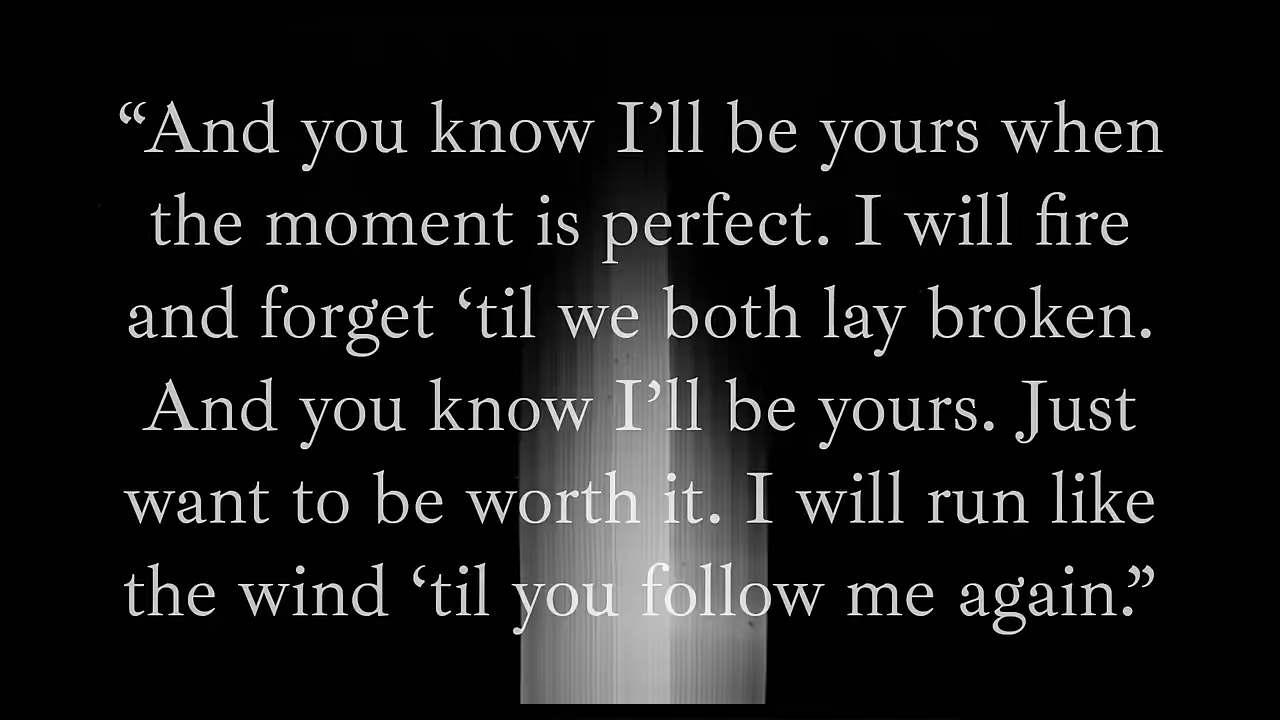 “And you know I’ll be yours when
the moment is perfect. I will fire
and forget ‘til we both lay broken.
And you know I’ll be yours. Just
want to be worth it. I will run like
the wind ‘til you follow me again.”